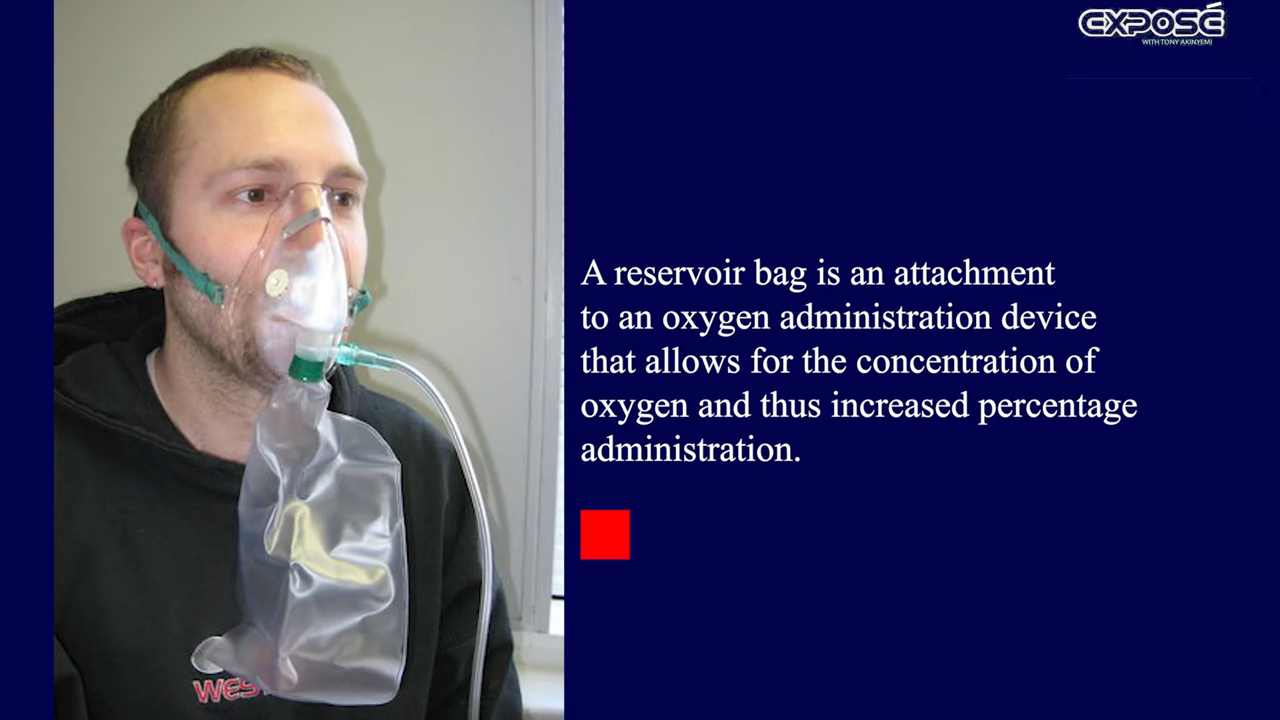 EXPOSÉ
WITH TONY AKINYEMI
A reservoir bag is an attachment
to an oxygen administration device
that allows for the concentration of
oxygen and thus increased percentage
administration.
WES